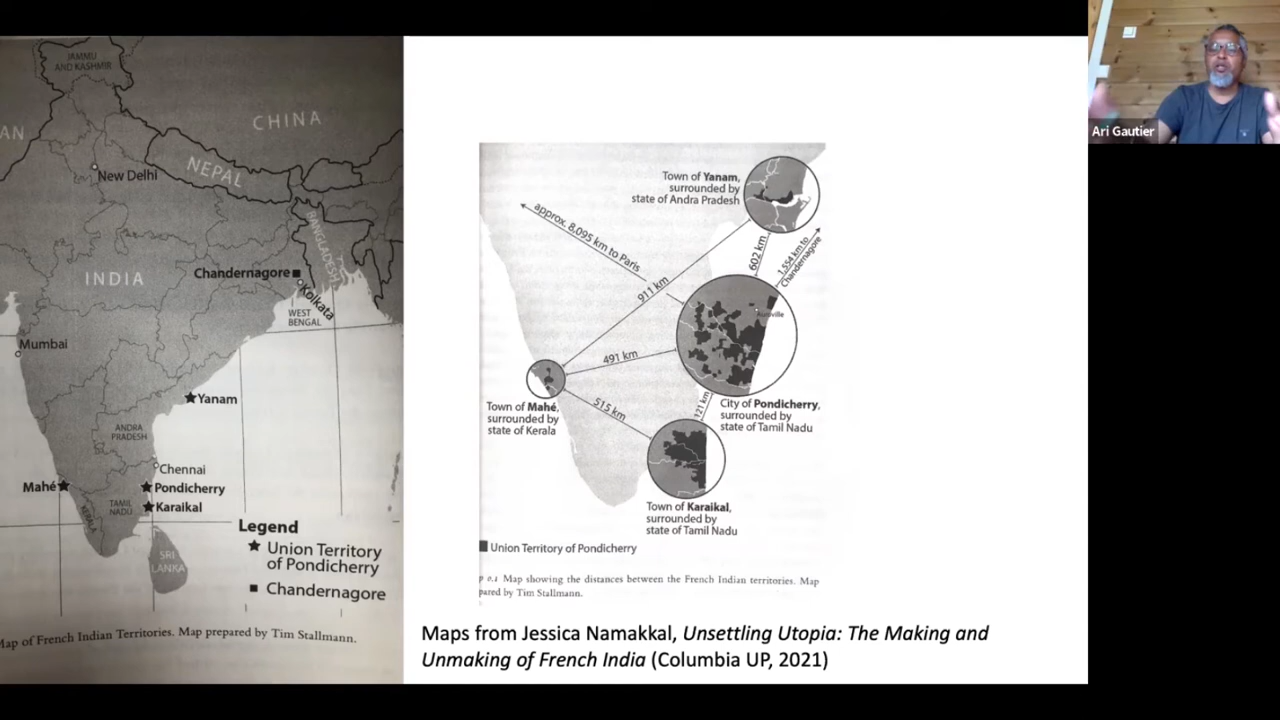 JAMMU
AND KASHMIR
AN
CHINA
New Delhi
NEPAL
BANGLADESH
INDIA
Chandernagore
Kolkata
WEST
BENGAL
Mumbai
Yanam
ANDRA
PRADESH
Chennai
Mahé
Pondicherry
TAMIL
NADU
Karaikal
KERALA
SRI
LANKA
Legend
Union Territory
of Pondicherry
Chandernagore
Map of French Indian Territories. Map prepared by Tim Stallmann.
Town of Yanam,
surrounded by
state of Andra Pradesh
approx. 8,095 km to Paris
602 km
1,554 km to
Chandernagore
911 km
Auroville
491 km
Town of Mahé,
surrounded by
state of Kerala
515 km
121 km
City of Pondicherry,
surrounded by
state of Tamil Nadu
Town of Karaikal,
surrounded by
state of Tamil Nadu
Union Territory of Pondicherry
p 0.1 Map showing the distances between the French Indian territories. Map
pared by Tim Stallmann.
Maps from Jessica Namakkal, Unsettling Utopia: The Making and
Unmaking of French India (Columbia UP, 2021)
Ari Gautier